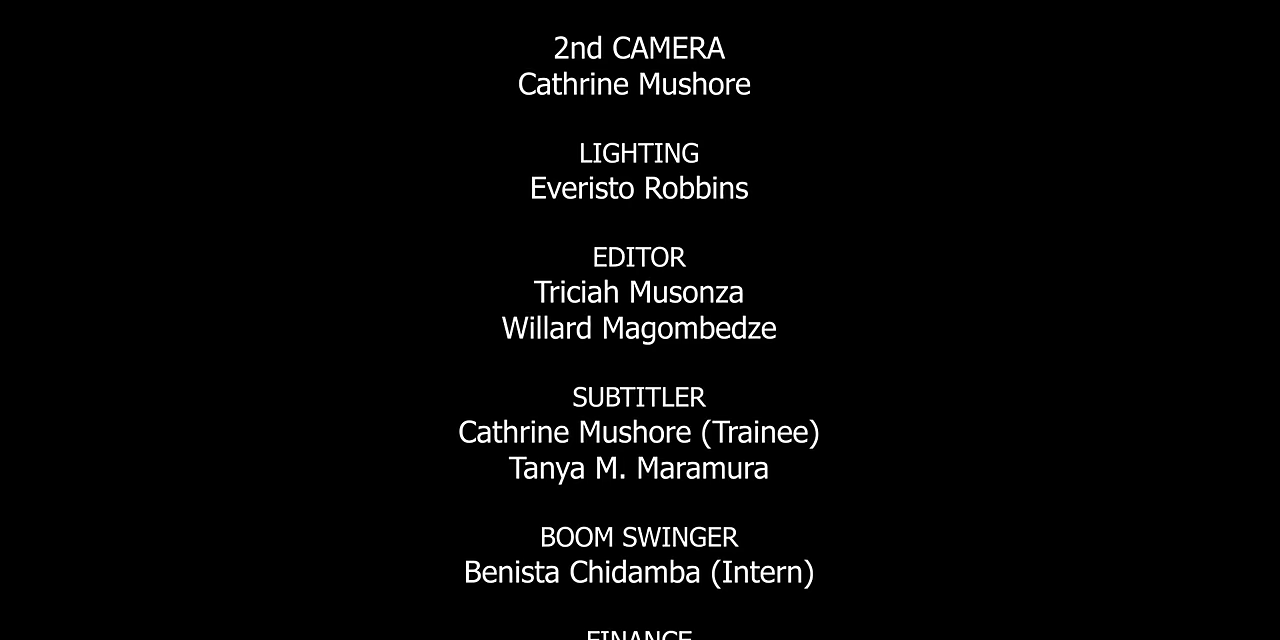 2nd CAMERA
Cathrine Mushore
LIGHTING
Everisto Robbins
EDITOR
Triciah Musonza
Willard Magombedze
SUBTITLER
Cathrine Mushore (Trainee)
Tanya M. Maramura
BOOM SWINGER
Benista Chidamba (Intern)
FINANCE